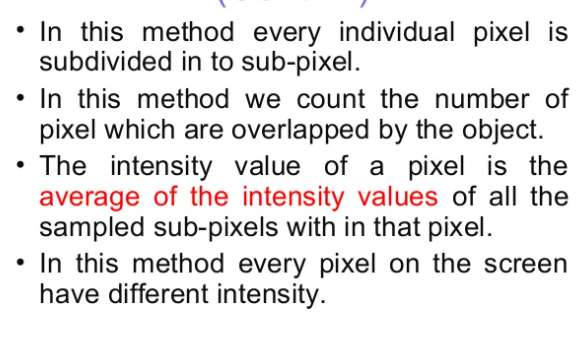 • In this method every individual pixel is
subdivided in to sub-pixel.
• In this method we count the number of
pixel which are overlapped by the object.
• The intensity value of a pixel is the
average of the intensity values of all the
sampled sub-pixels with in that pixel.
• In this method every pixel on the screen
have different intensity.